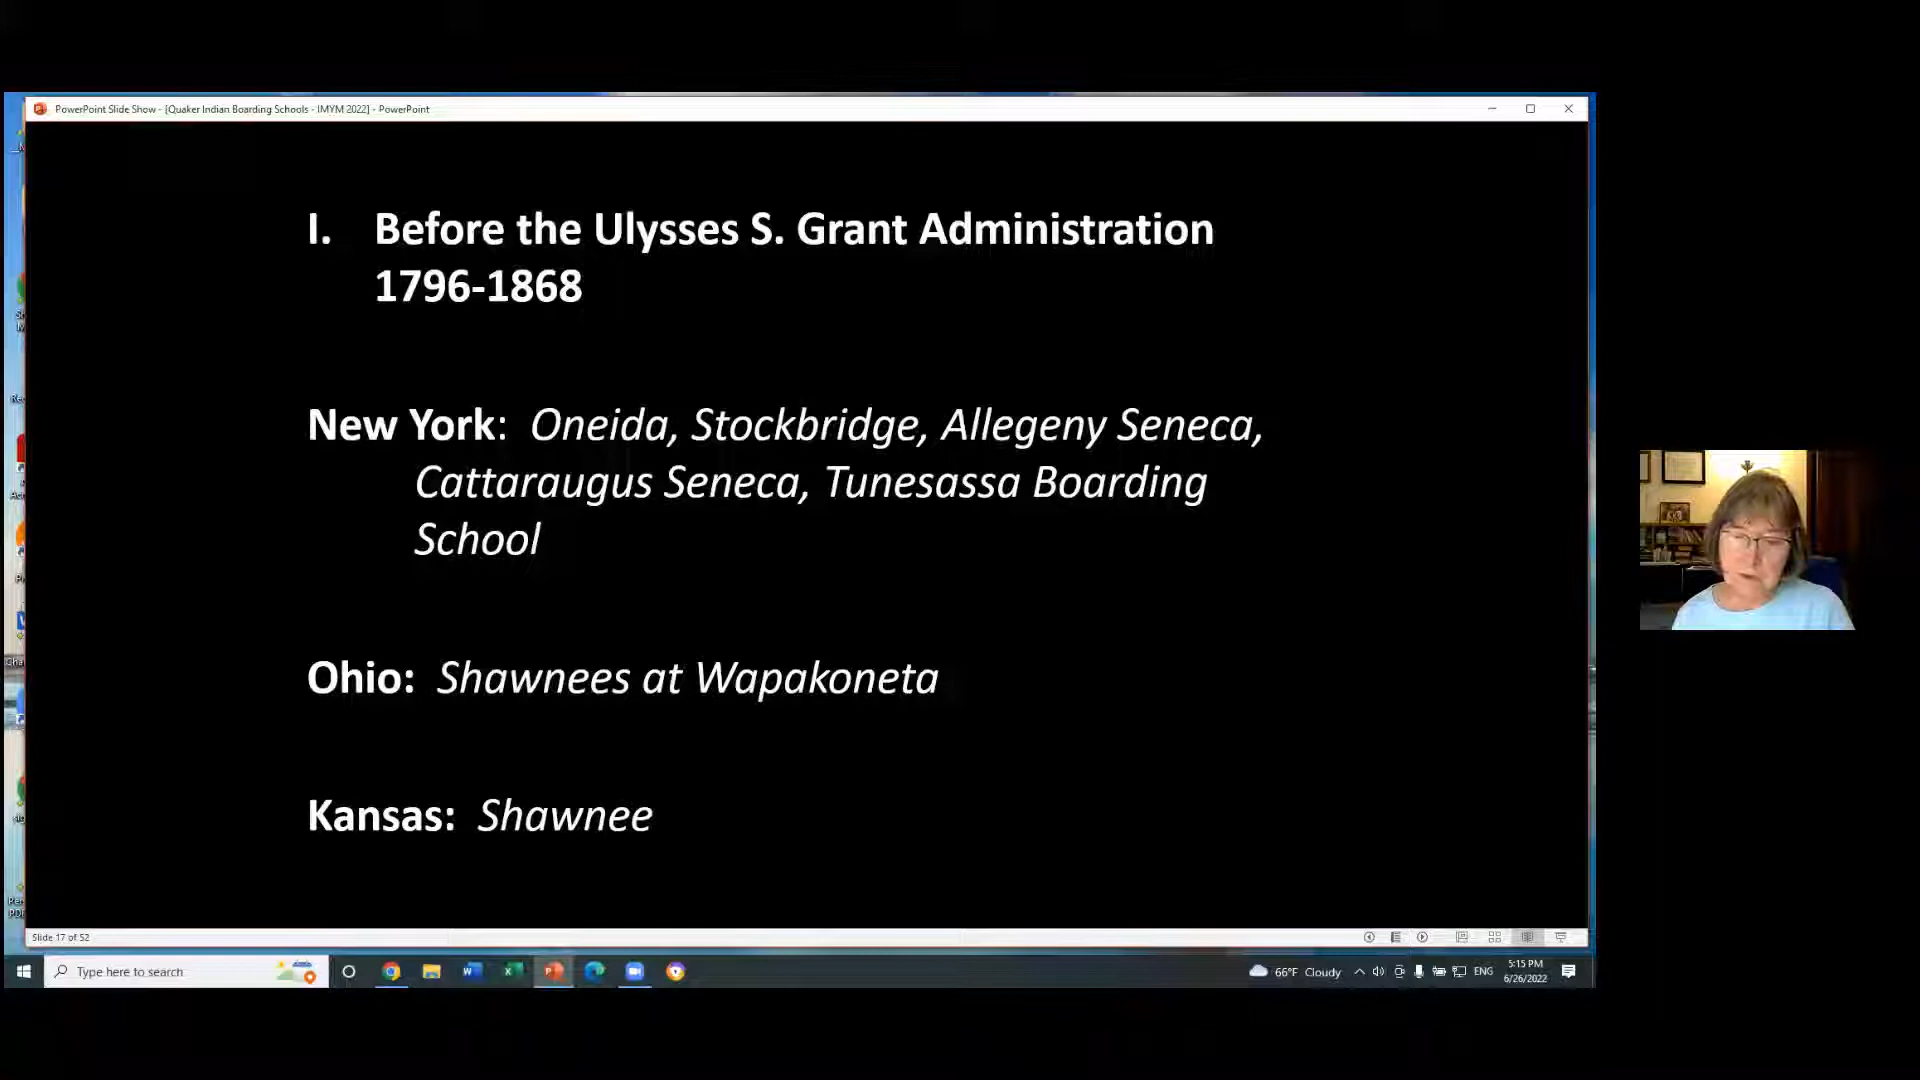 PowerPoint Slide Show - [Quaker Indian Boarding Schools - IMYM 2022] - PowerPoint
I. Before the Ulysses S. Grant Administration
1796-1868
New York: Oneida, Stockbridge, Allegeny Seneca,
Cattaraugus Seneca, Tunesassa Boarding
School
Ohio: Shawnees at Wapakoneta
Kansas: Shawnee
Slide 17 of 52
Type here to search
66°F Cloudy
ENG
5:15 PM
6/26/2022